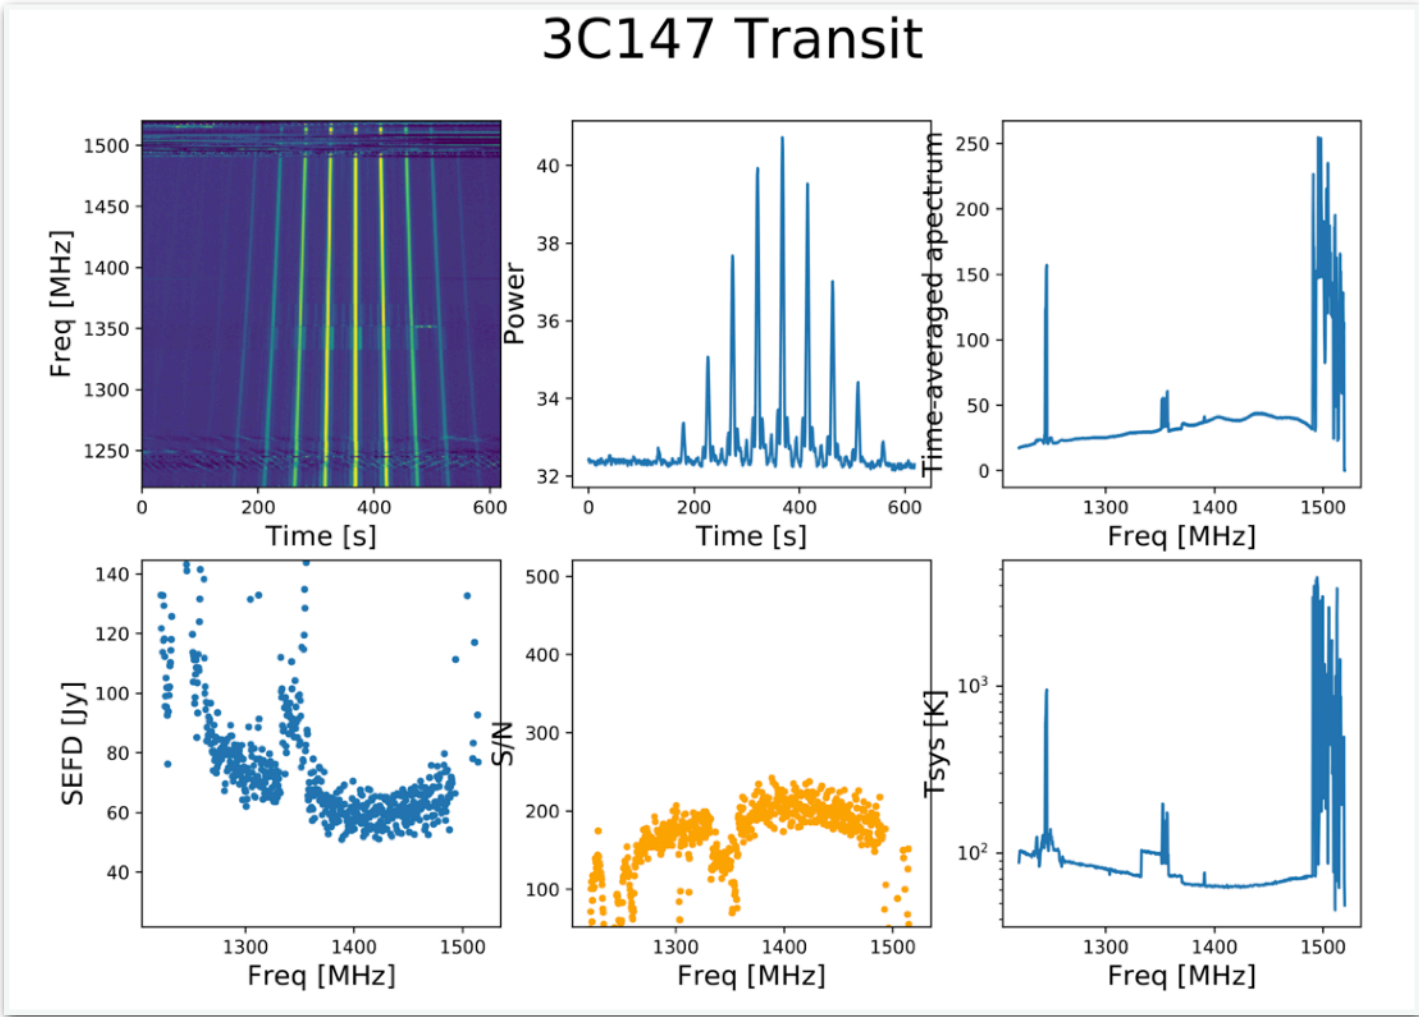 3C147 Transit
Freq [MHz]
1500
1450
1400
1350
1300
1250
0 200 400 600
Time [s]
Power
40
38
36
34
32
0 200 400 600
Time [s]
Time-averaged apectrum
250
200
150
100
50
0
1300 1400 1500
Freq [MHz]
SEFD [Jy]
140
120
100
80
60
40
1300 1400 1500
Freq [MHz]
S/N
500
400
300
200
100
1300 1400 1500
Freq [MHz]
Tsys [K]
10³
10²
1300 1400 1500
Freq [MHz]